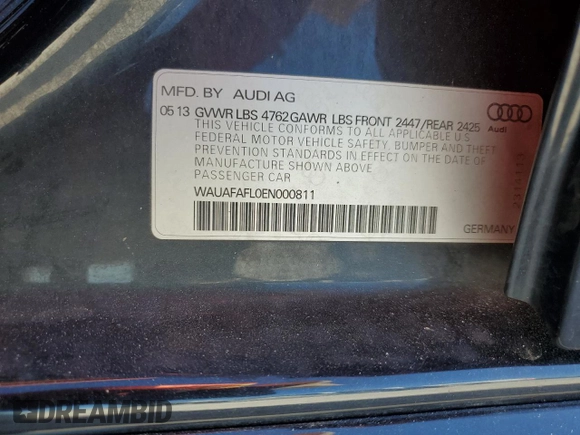 MFD. BY AUDI AG
05 13 GVWR LBS 4762 GAWR LBS FRONT 2447/REAR 2425
THIS VEHICLE CONFORMS TO ALL APPLICABLE U.S.
FEDERAL MOTOR VEHICLE SAFETY, BUMPER AND THEFT
PREVENTION STANDARDS IN EFFECT ON THE DATE OF
MANUFACTURE SHOWN ABOVE
PASSENGER CAR
WAUAFAFL0EN000811
Audi
GERMANY
DREAMBID